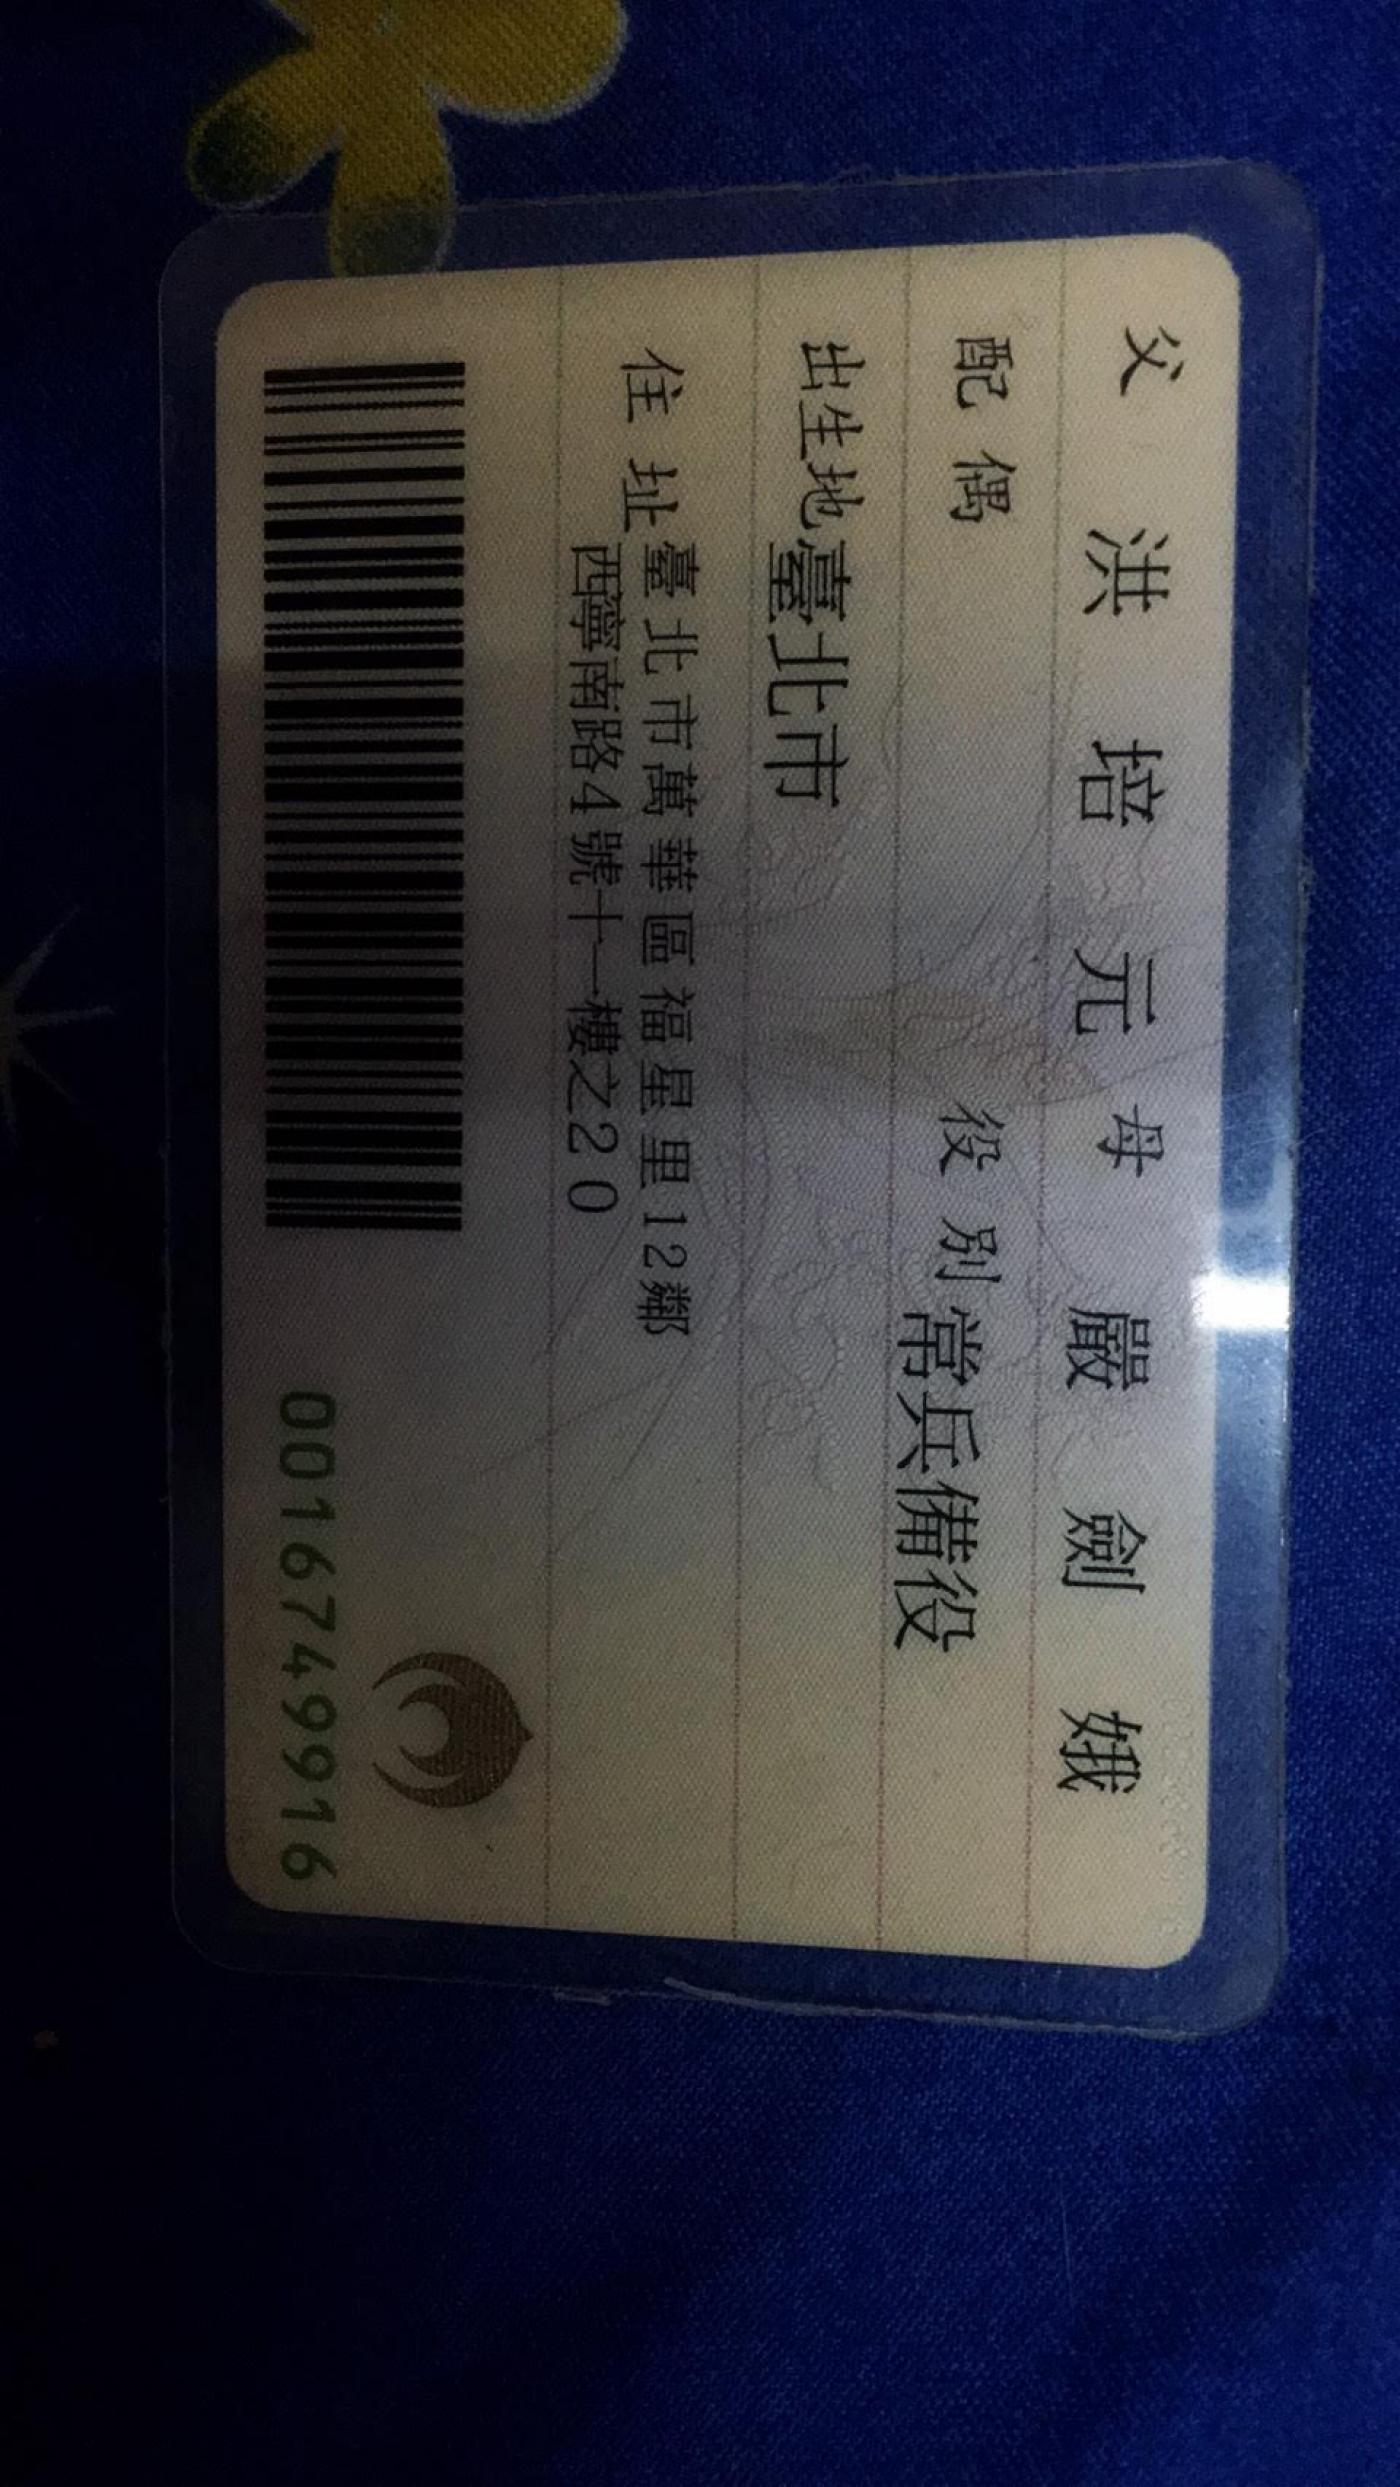 父 洪培元 母 嚴劍娥
配偶 役別 常兵備役
出生地 臺北市
住址 臺北市萬華區福星里12鄰
西寧南路4號十一樓之20
0016749916